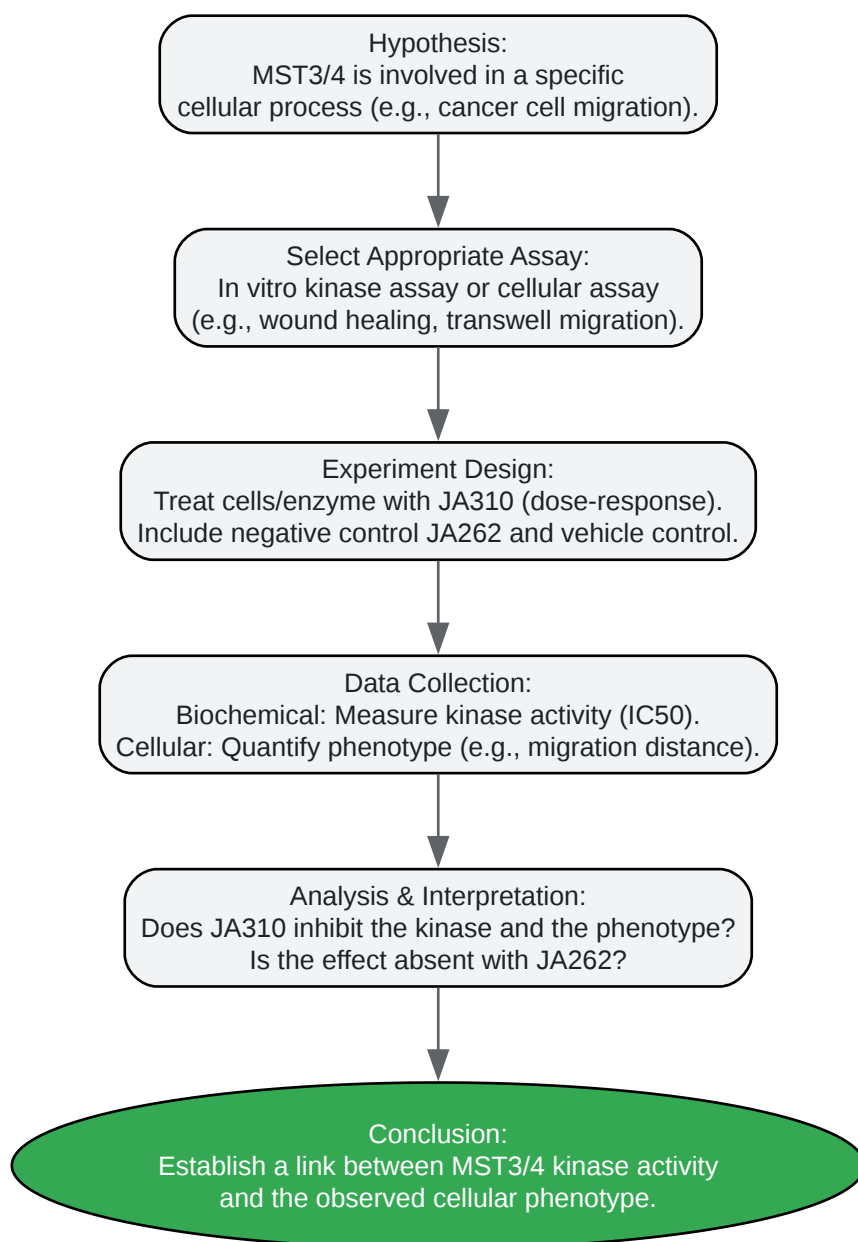 Hypothesis:
MST3/4 is involved in a specific
cellular process (e.g., cancer cell migration).
Select Appropriate Assay:
In vitro kinase assay or cellular assay
(e.g., wound healing, transwell migration).
Experiment Design:
Treat cells/enzyme with JA310 (dose-response).
Include negative control JA262 and vehicle control.
Data Collection:
Biochemical: Measure kinase activity (IC50).
Cellular: Quantify phenotype (e.g., migration distance).
Analysis & Interpretation:
Does JA310 inhibit the kinase and the phenotype?
Is the effect absent with JA262?
Conclusion:
Establish a link between MST3/4 kinase activity
and the observed cellular phenotype.